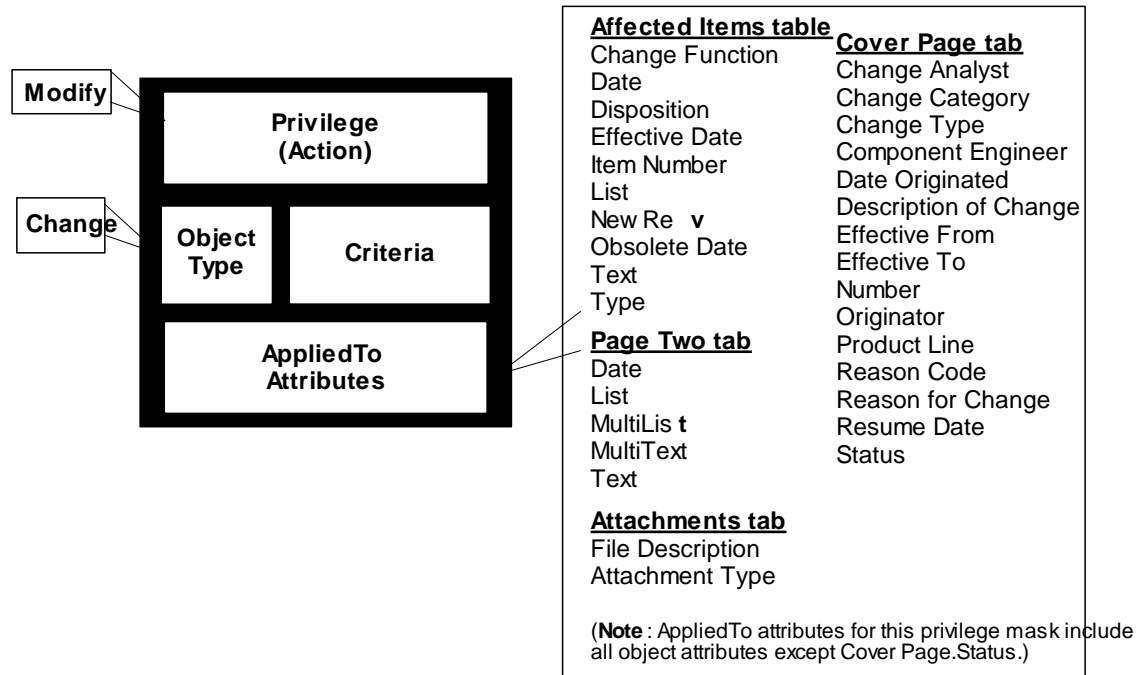 Modify
Privilege
(Action)
Change
Object
Type
Criteria
AppliedTo
Attributes
Affected Items table
Change Function
Date
Disposition
Effective Date
Item Number
List
New Re v
Obsolete Date
Text
Type
Page Two tab
Date
List
MultiLis t
MultiText
Text
Attachments tab
File Description
Attachment Type
Cover Page tab
Change Analyst
Change Category
Change Type
Component Engineer
Date Originated
Description of Change
Effective From
Effective To
Number
Originator
Product Line
Reason Code
Reason for Change
Resume Date
Status
(Note : AppliedTo attributes for this privilege mask include
all object attributes except Cover Page.Status.)